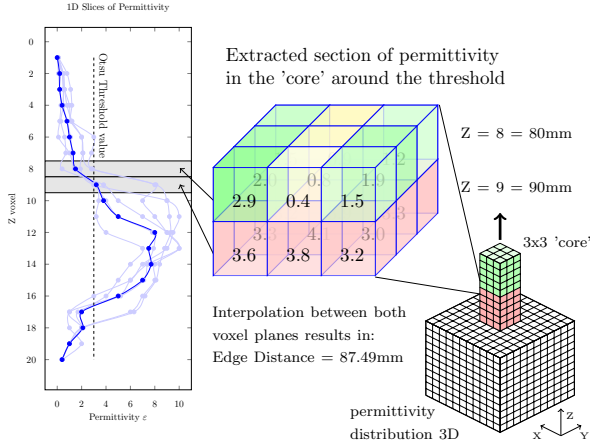 1D Slices of Permittivity
Otsu Threshold value
0
2
4
6
8
10
12
14
16
18
20
Z voxel
0 2 4 6 8 10
Permittivity ε
Extracted section of permittivity
in the 'core' around the threshold
Z = 8 = 80mm
Z = 9 = 90mm
2.0 0.8 1.9
2.9 0.4 1.5
3.3 4.1 3.0
3.6 3.8 3.2
2
3
3x3 'core'
Interpolation between both
voxel planes results in:
Edge Distance = 87.49mm
permittivity
distribution 3D
Z
X Y